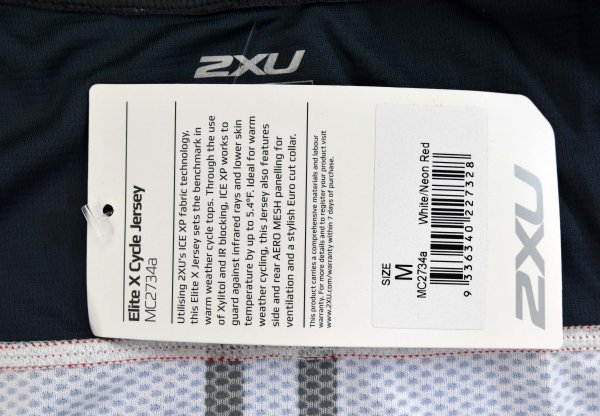 2XU
Elite X Cycle Jersey
MC2734a
Utilising 2XU's ICE XP fabric technology,
this Elite X Jersey sets the benchmark in
warm weather cycle tops. Through the use
of Xylitol and IR blocking, ICE XP works to
guard against infrared rays and lower skin
temperature by up to 5.4°F. Ideal for warm
weather cycling, this Jersey also features
side and rear AERO MESH panelling for
ventilation and a stylish Euro cut collar.
This product carries a comprehensive materials and labour
warranty. For more details and to register your product visit
www.2XU.com/warranty within 7 days of purchase.
SIZE
M
MC2734a
White/Neon Red
9 336340 227328
2XU